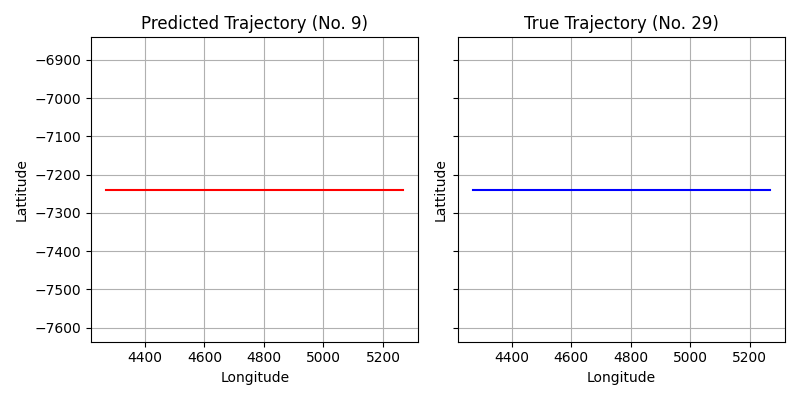 Predicted Trajectory (No. 9)
−6900
−7000
−7100
−7200
−7300
−7400
−7500
−7600
Lattitude
4400 4600 4800 5000 5200
Longitude
True Trajectory (No. 29)
Lattitude
4400 4600 4800 5000 5200
Longitude